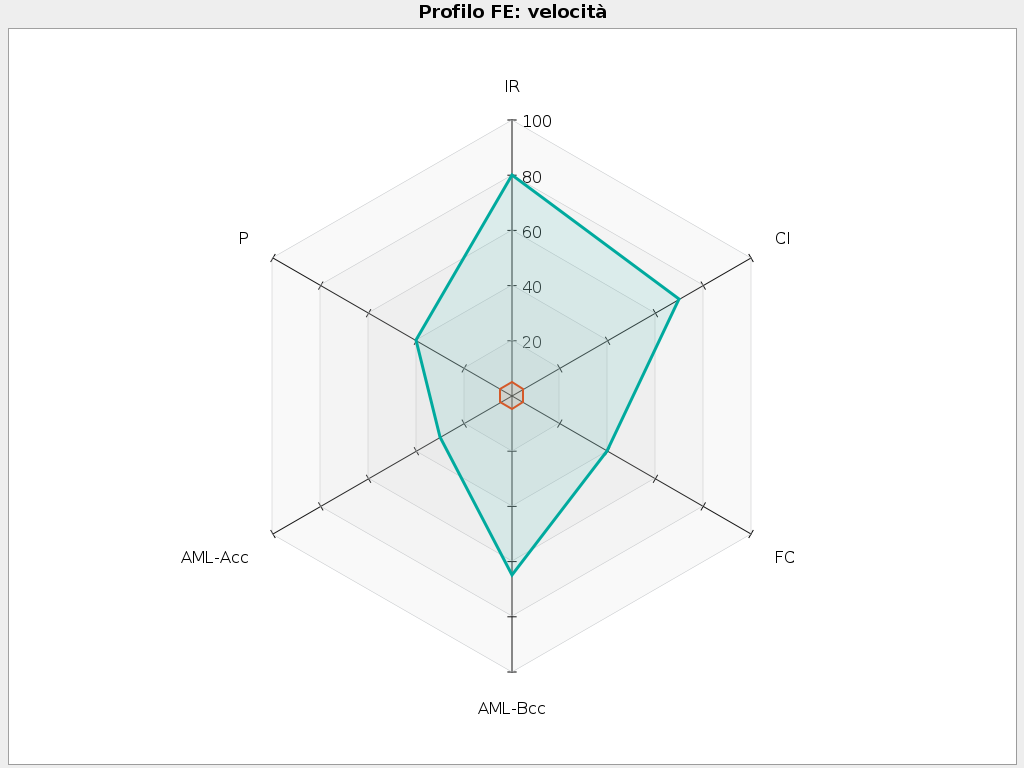 Profilo FE: velocità
IR
100
80
60
40
20
P
CI
AML-Acc
FC
AML-Bcc